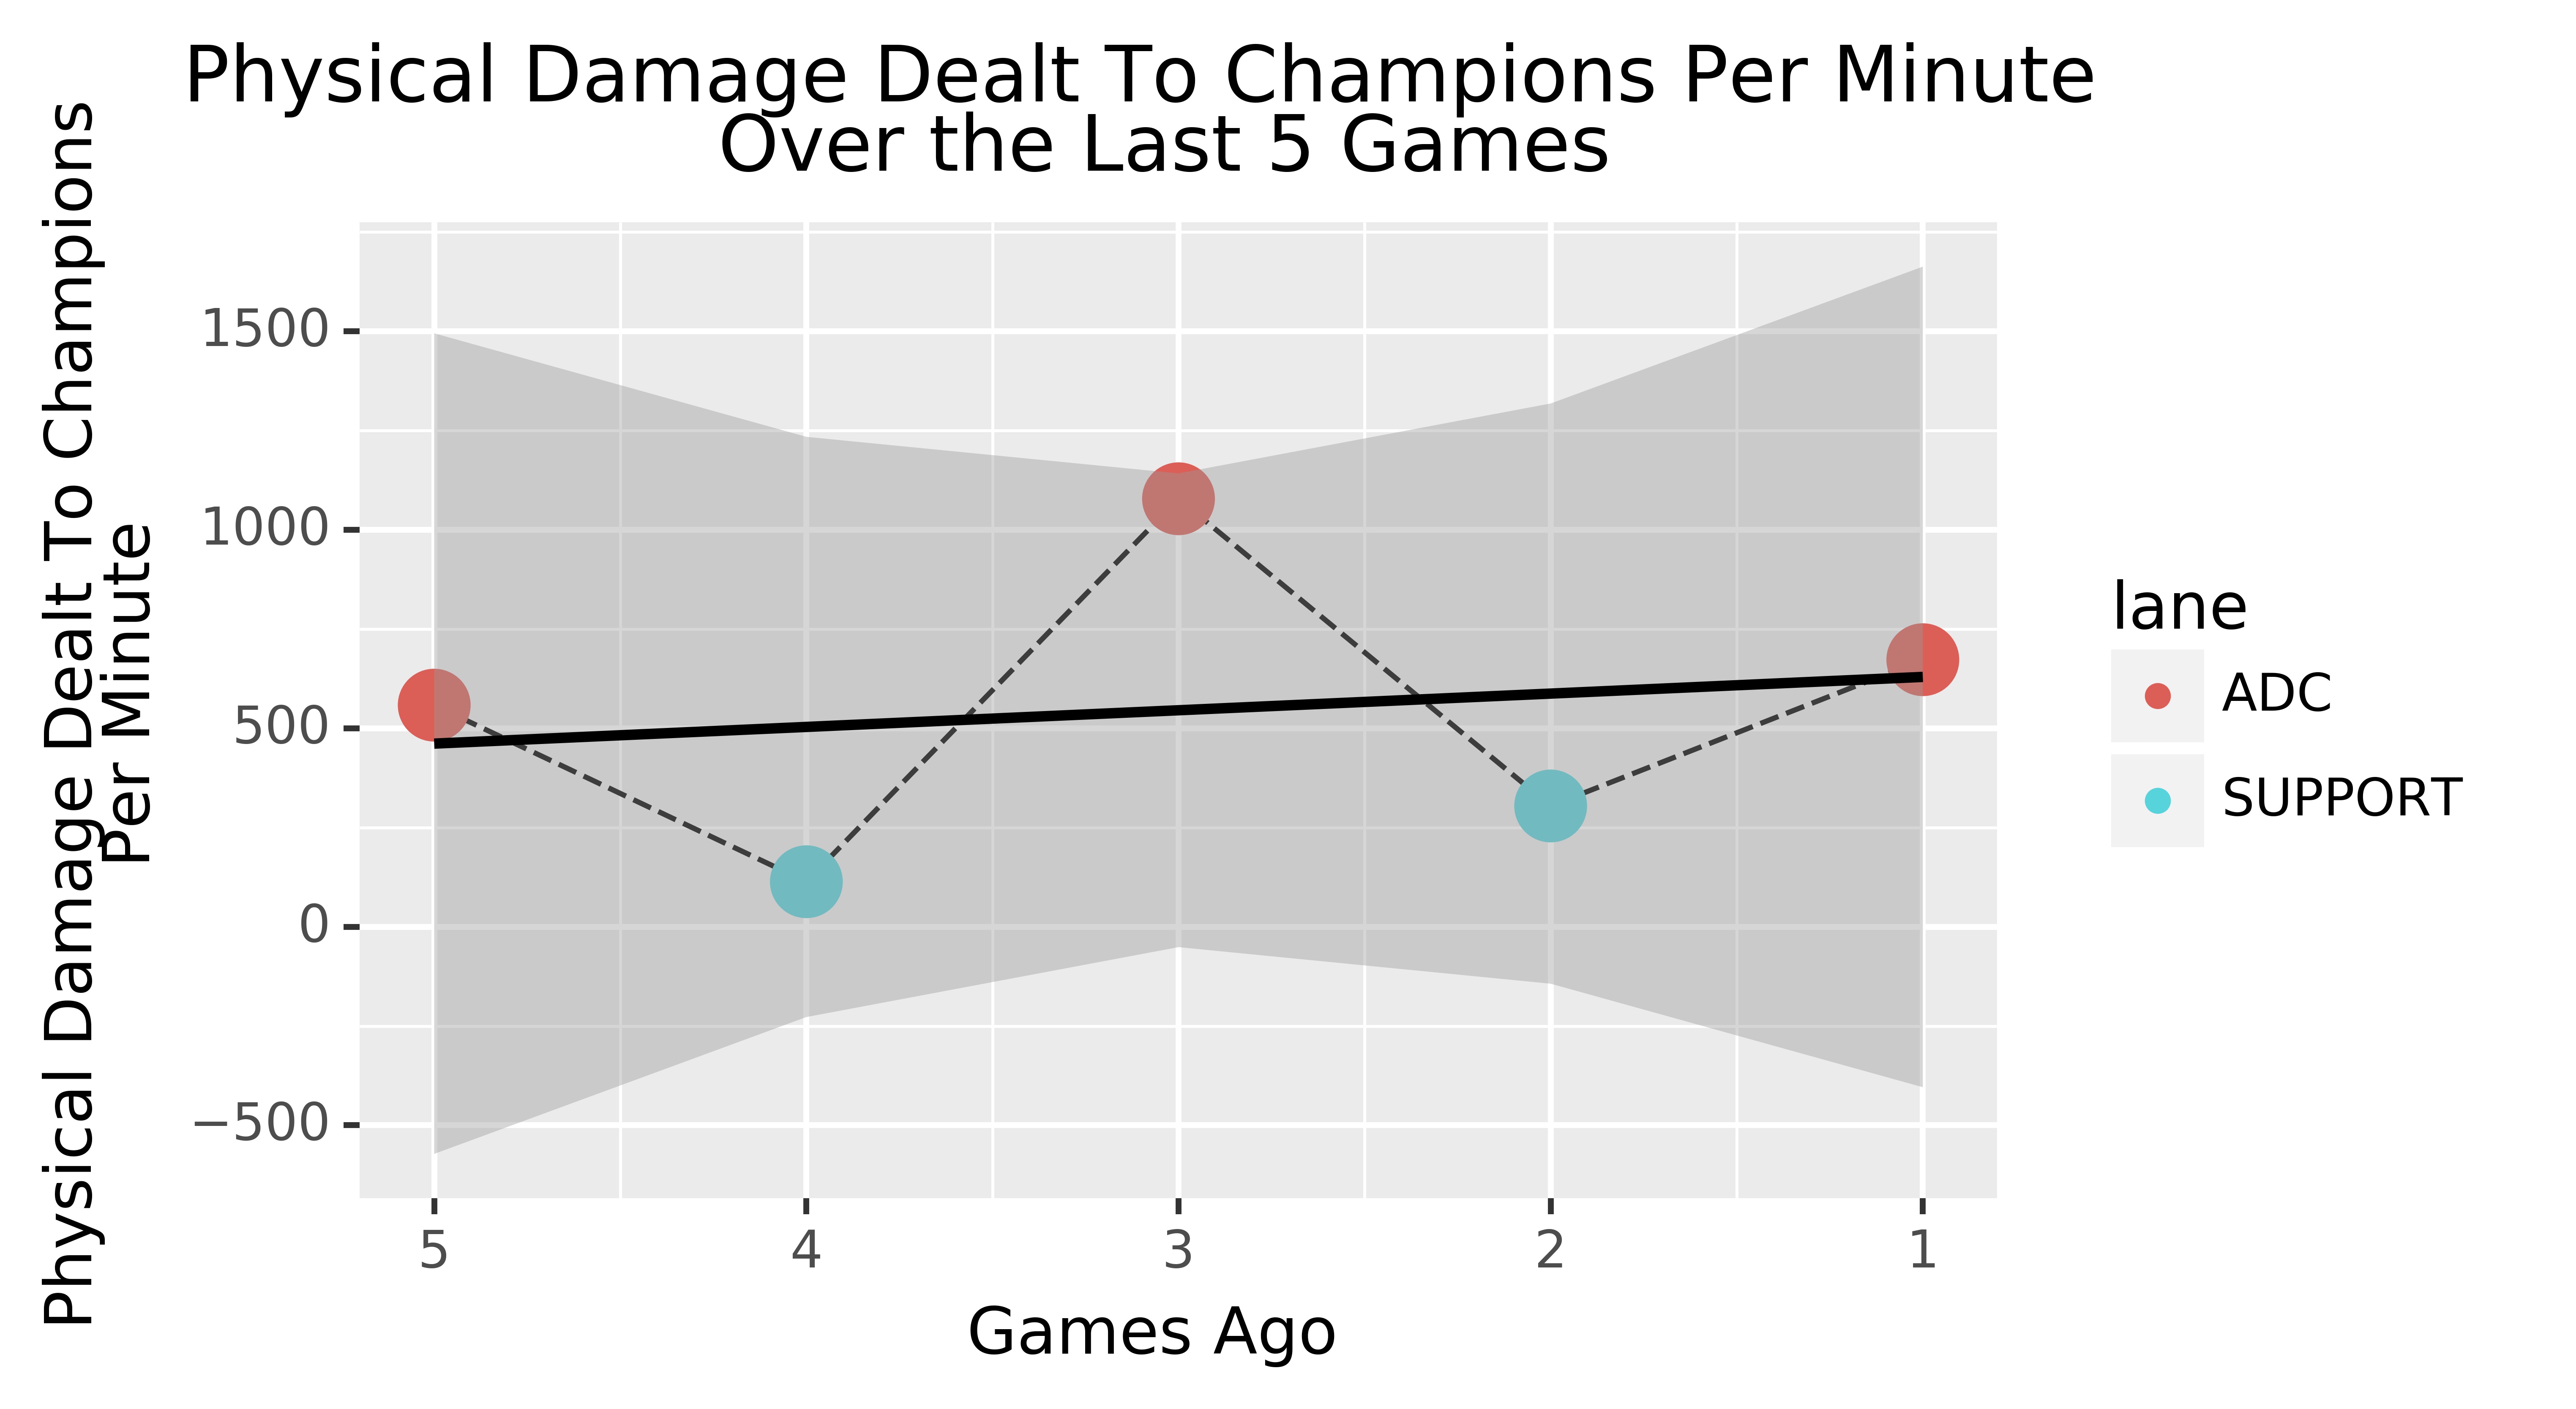 Physical Damage Dealt To Champions Per Minute
Over the Last 5 Games
Physical Damage Dealt To Champions
Per Minute
1500
1000
500
0
−500
5
4
3
2
1
Games Ago
lane
ADC
SUPPORT